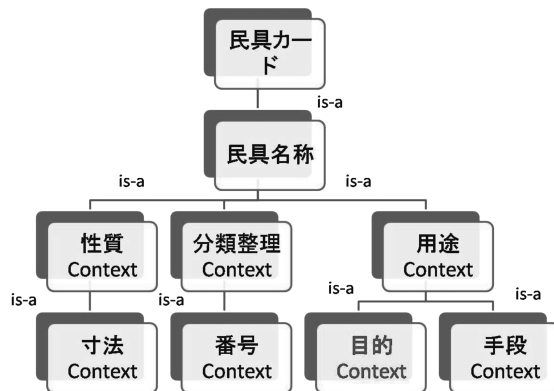 民具カー
ド
is-a
民具名称
is-a
is-a
性質
Context
分類整理
Context
用途
Context
is-a
is-a
is-a
is-a
寸法
Context
番号
Context
目的
Context
手段
Context